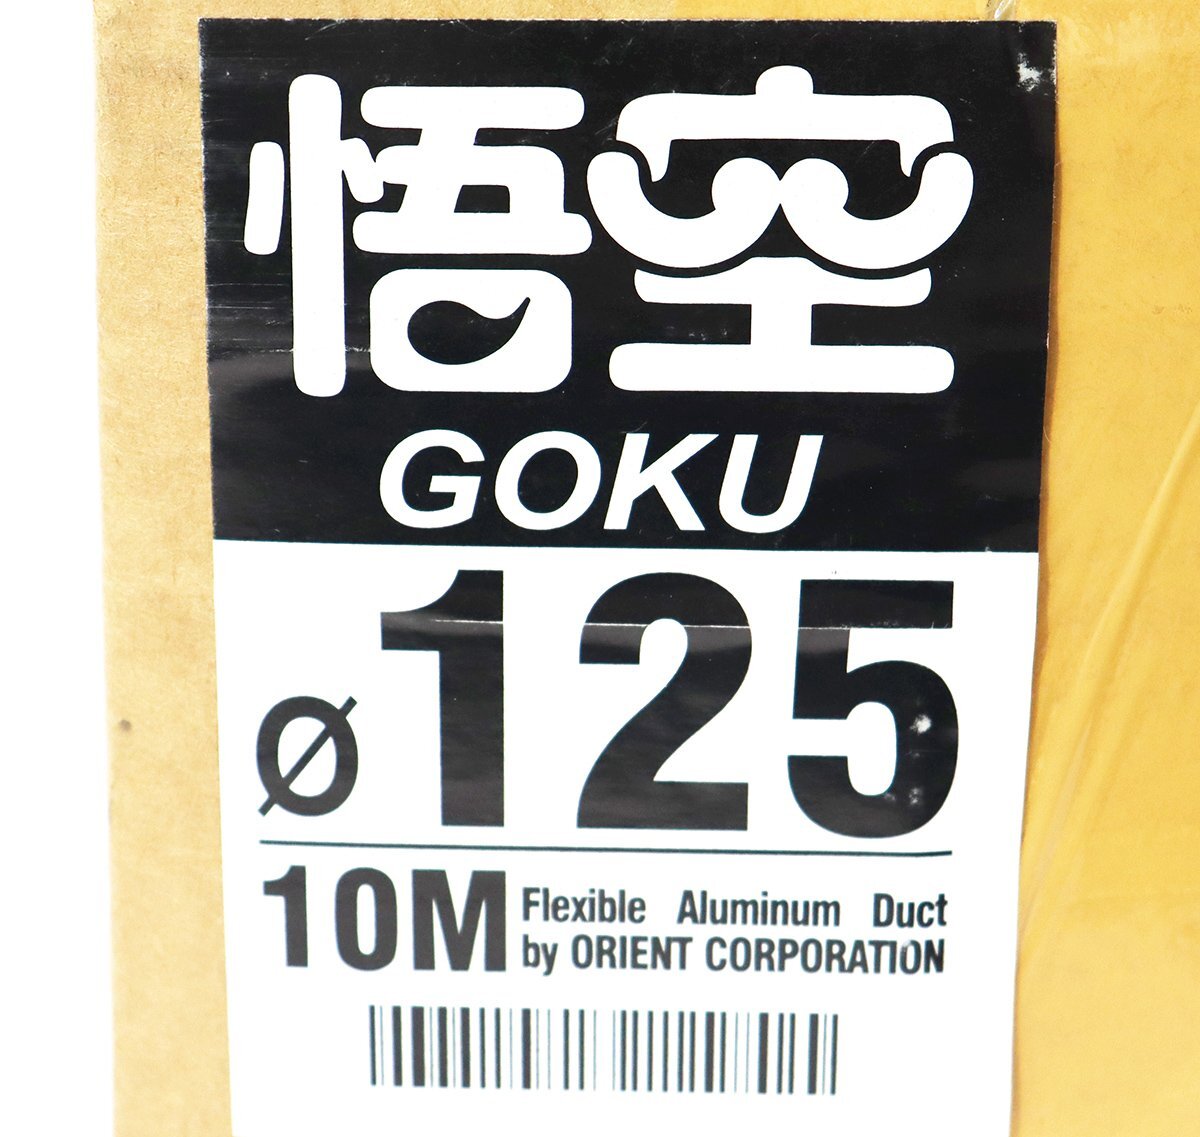 悟空
GOKU
ø125
10M
Flexible Aluminum Duct
by ORIENT CORPORATION